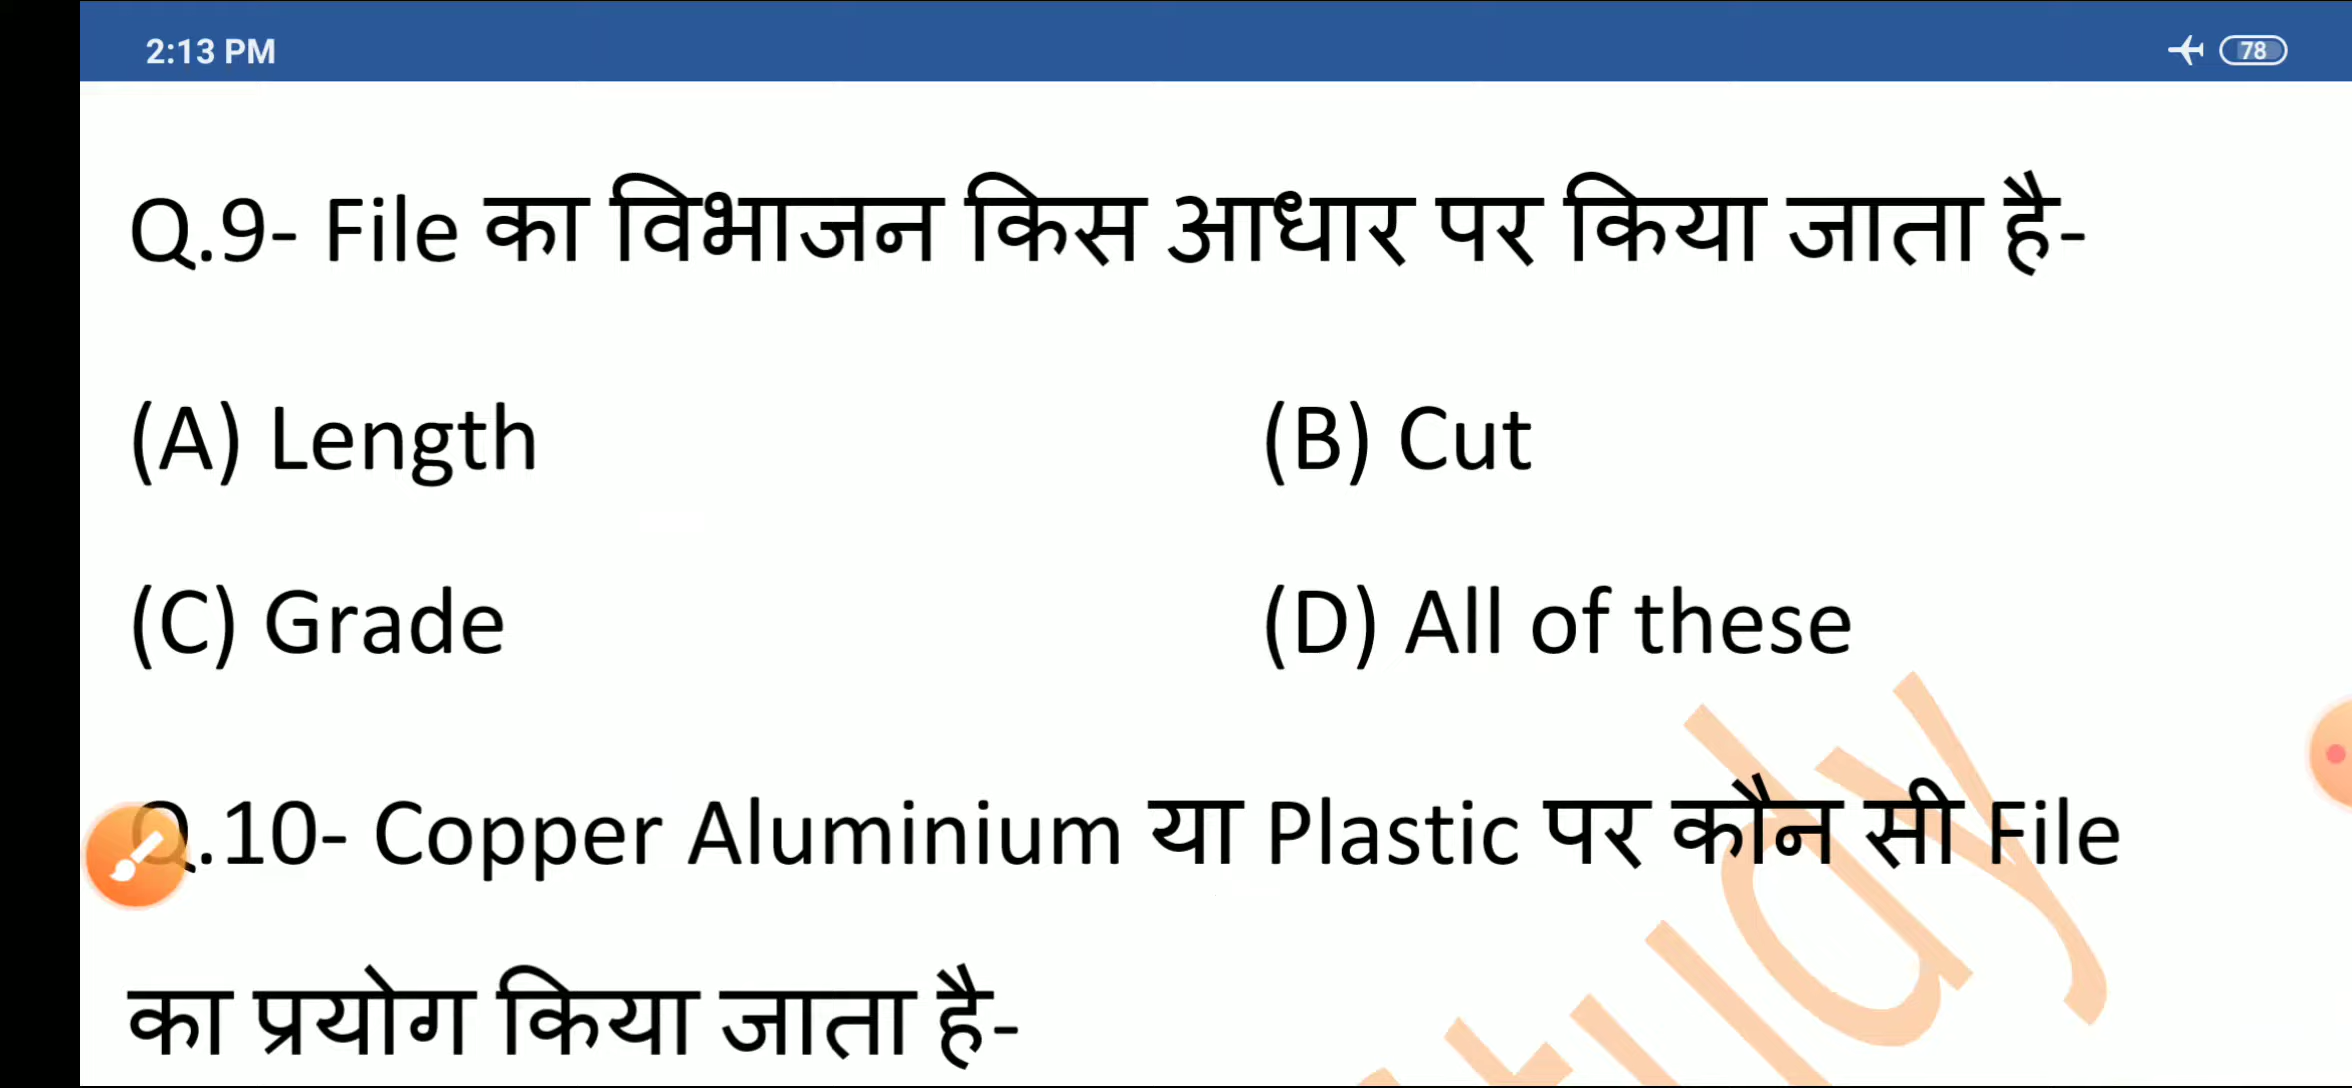 2:13 PM 78
Q.9- File का विभाजन किस आधार पर किया जाता है-
(A) Length (B) Cut
(C) Grade (D) All of these
Q.10- Copper Aluminium या Plastic पर कौन सी File
का प्रयोग किया जाता है-